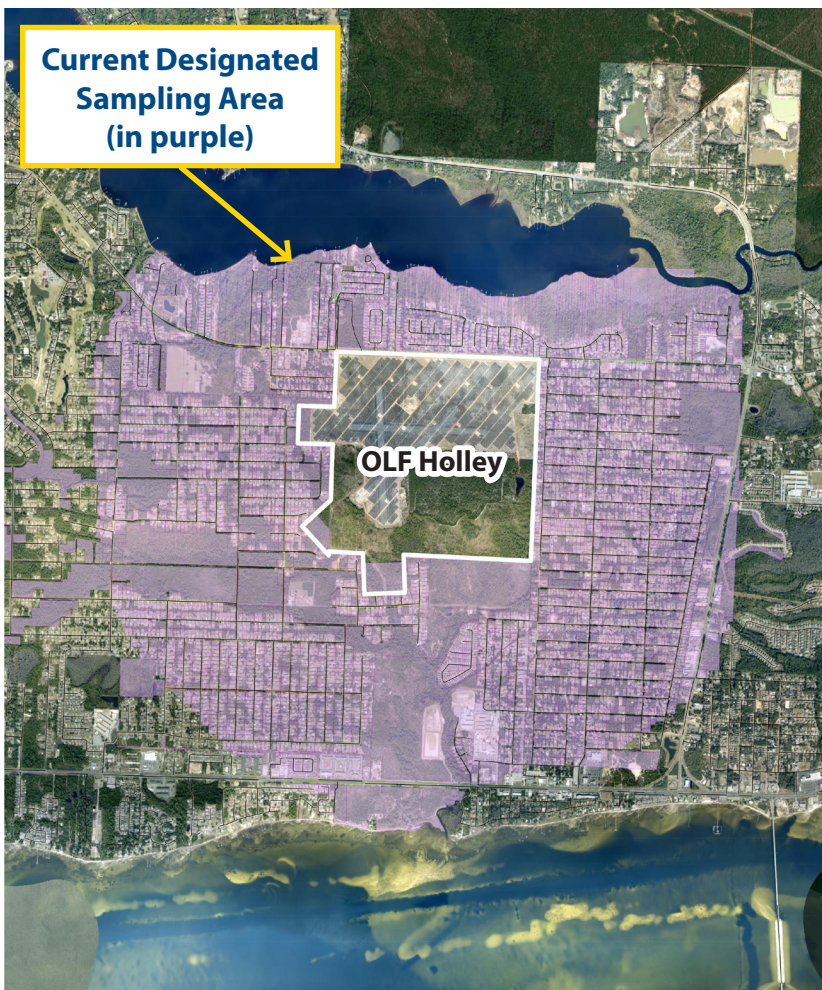 Current Designated
Sampling Area
(in purple)
OLF Holley